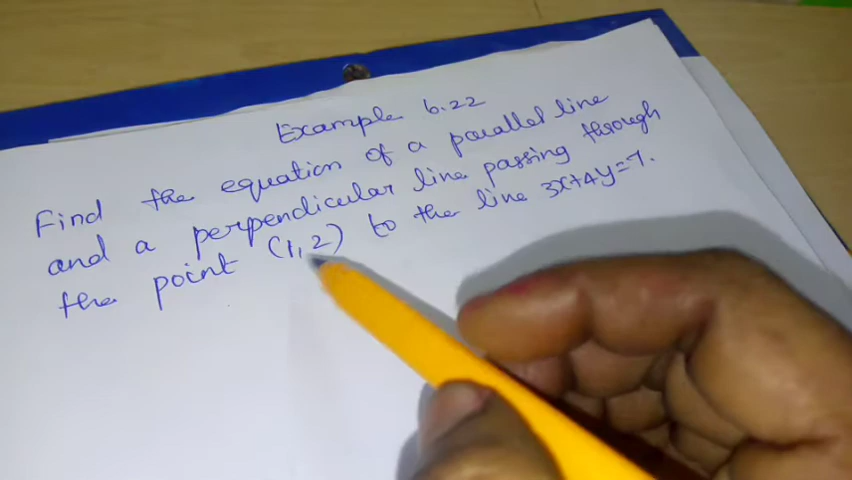 Example 6.22
Find the equation of a parallel line
and a perpendicular line passing through
the point (1,2) to the line 3x+4y=7.